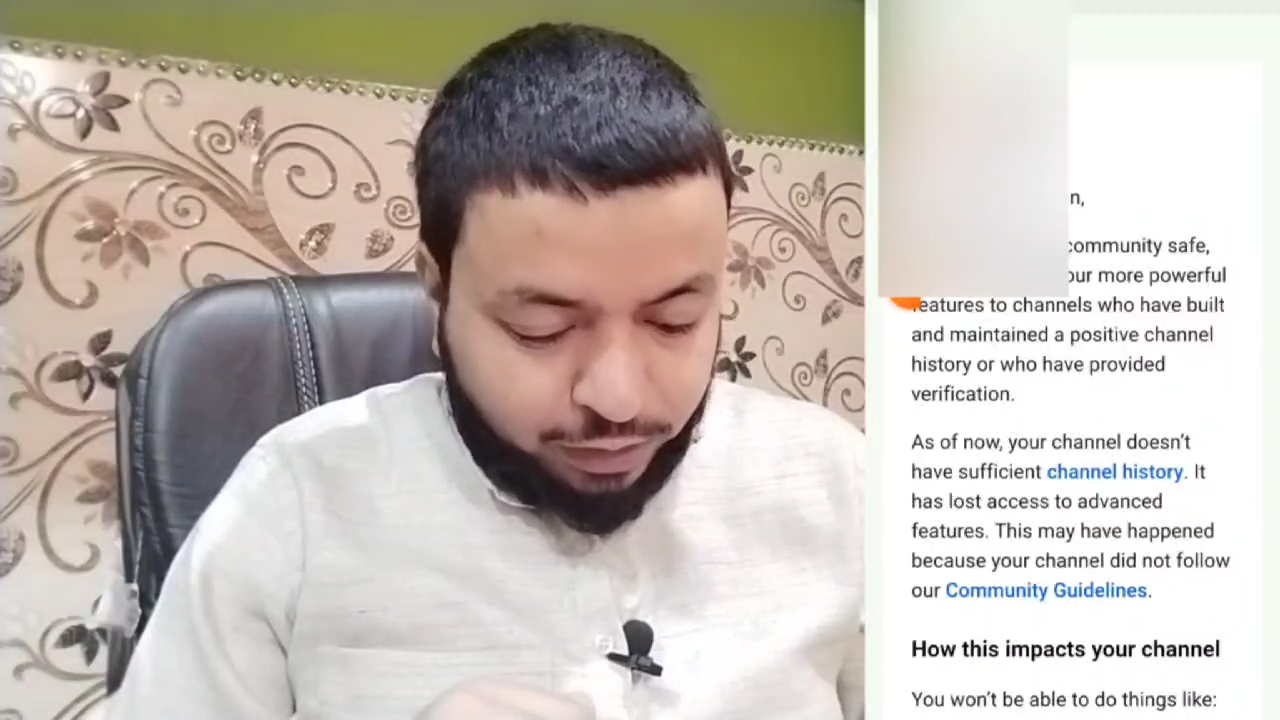 n,
community safe,
our more powerful
features to channels who have built
and maintained a positive channel
history or who have provided
verification.
As of now, your channel doesn’t
have sufficient channel history. It
has lost access to advanced
features. This may have happened
because your channel did not follow
our Community Guidelines.
How this impacts your channel
You won’t be able to do things like: